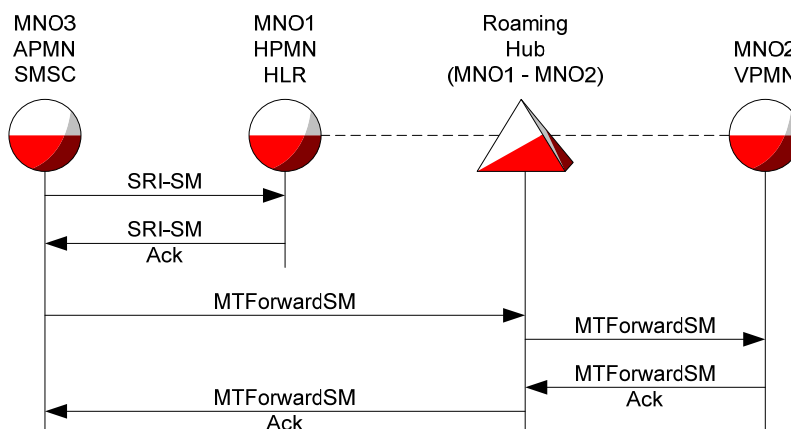 MNO3
APMN
SMSC
MNO1
HPMN
HLR
Roaming
Hub
(MNO1 - MNO2)
MNO2
VPMN
SRI-SM
SRI-SM
Ack
MTForwardSM
MTForwardSM
MTForwardSM
Ack
MTForwardSM
Ack